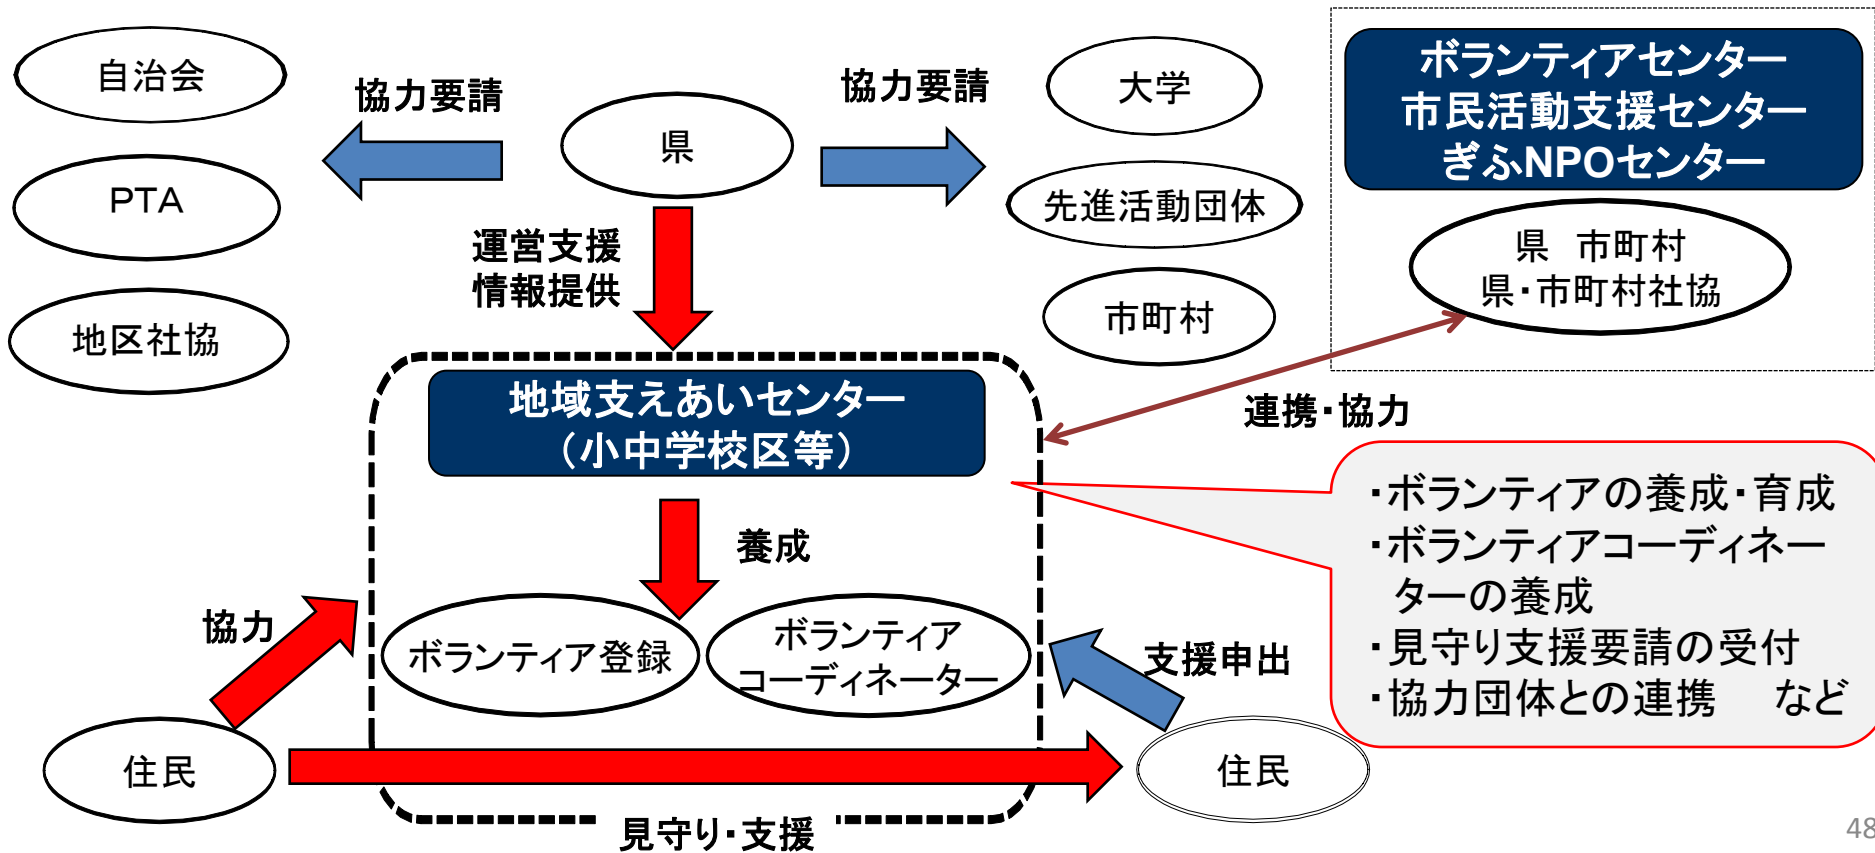 自治会
PTA
地区社協
協力要請
県
協力要請
大学
先進活動団体
市町村
ボランティアセンター
市民活動支援センター
ぎふNPOセンター
県　市町村
県・市町村社協
運営支援
情報提供
連携・協力
地域支えあいセンター
（小中学校区等）
養成
ボランティア登録
ボランティア
コーディネーター
協力
支援申出
住民
住民
見守り・支援
・ボランティアの養成・育成
・ボランティアコーディネー
ターの養成
・見守り支援要請の受付
・協力団体との連携　など
48